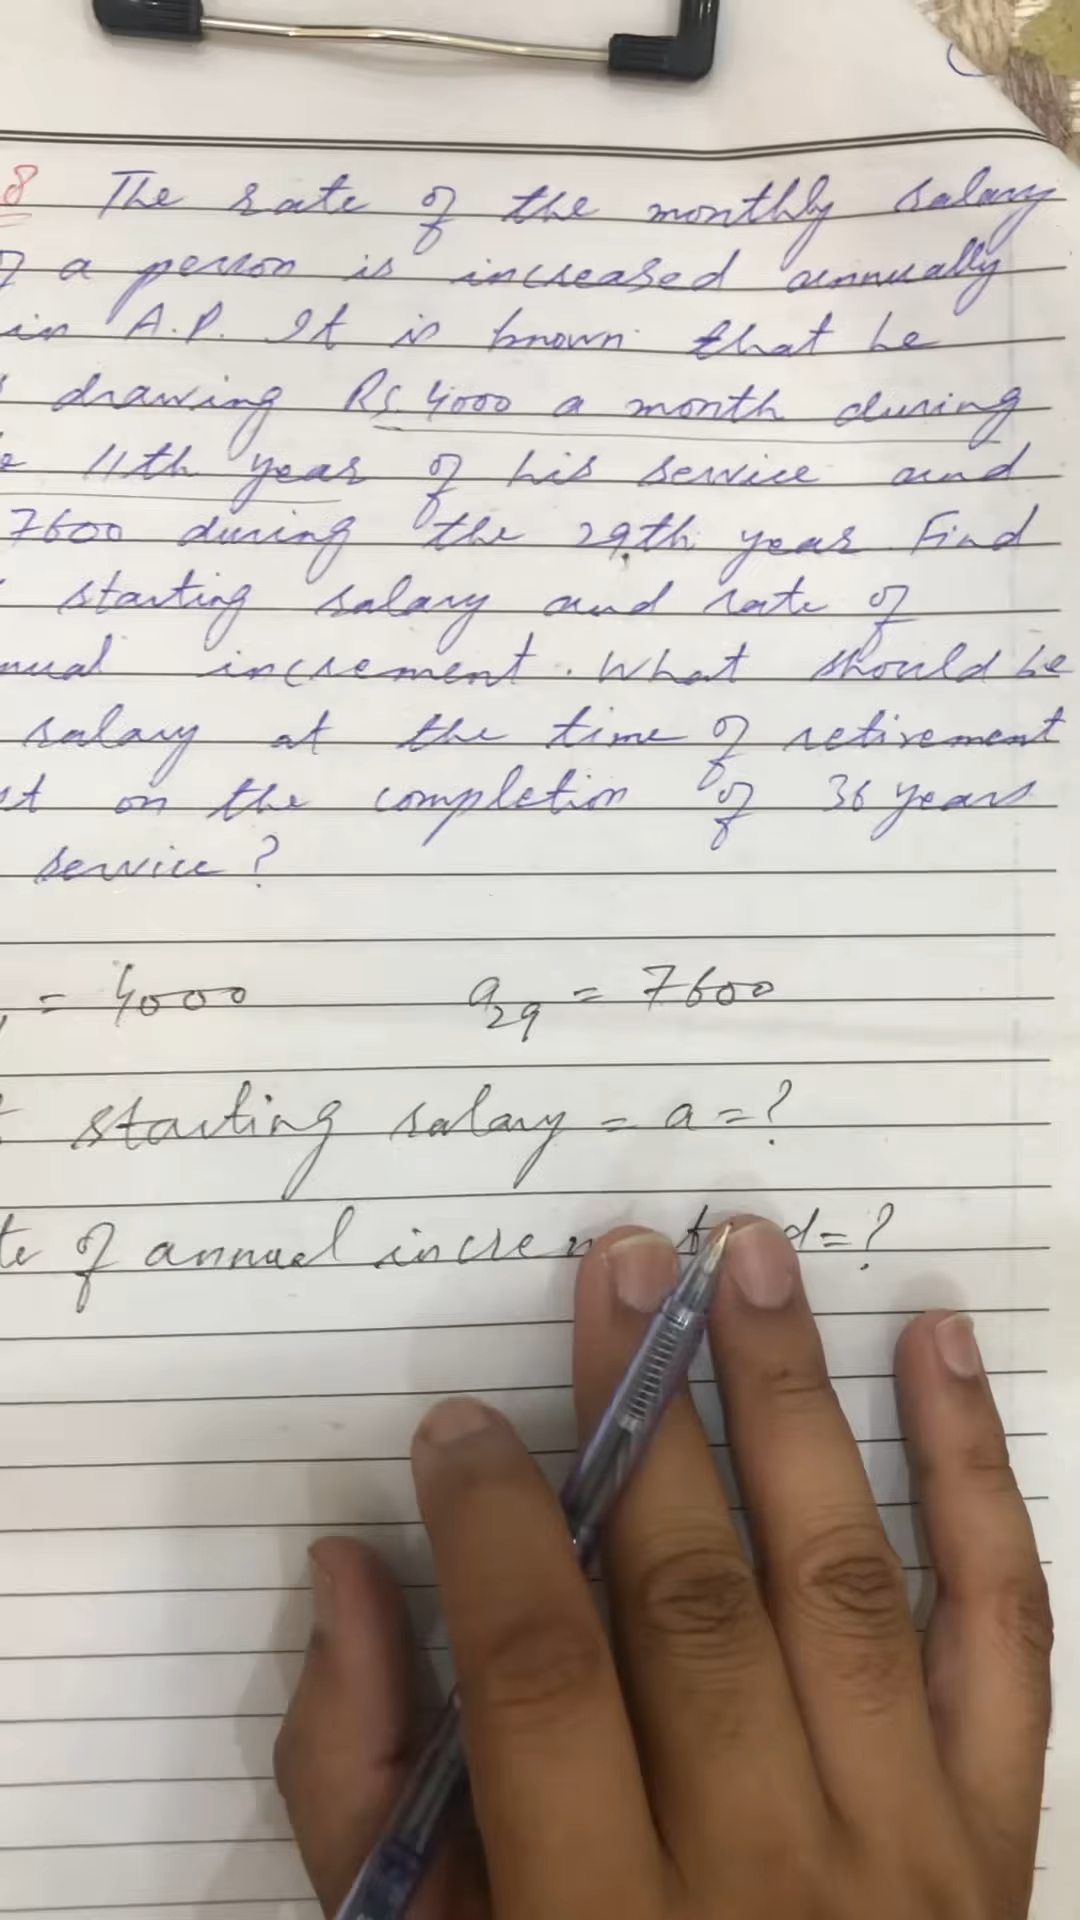 8 The rate of the monthly salary
a person is increased annually
in A.P. It is known that he
drawing Rs. 4000 a month during
11th year of his service and
7600 during the 29th year. Find
starting salary and rate of
increment. What should be
salary at the time of retirement
on the completion of 36 years
service?
= 4000 a29 = 7600
starting salary = a = ?
of annual d = ?